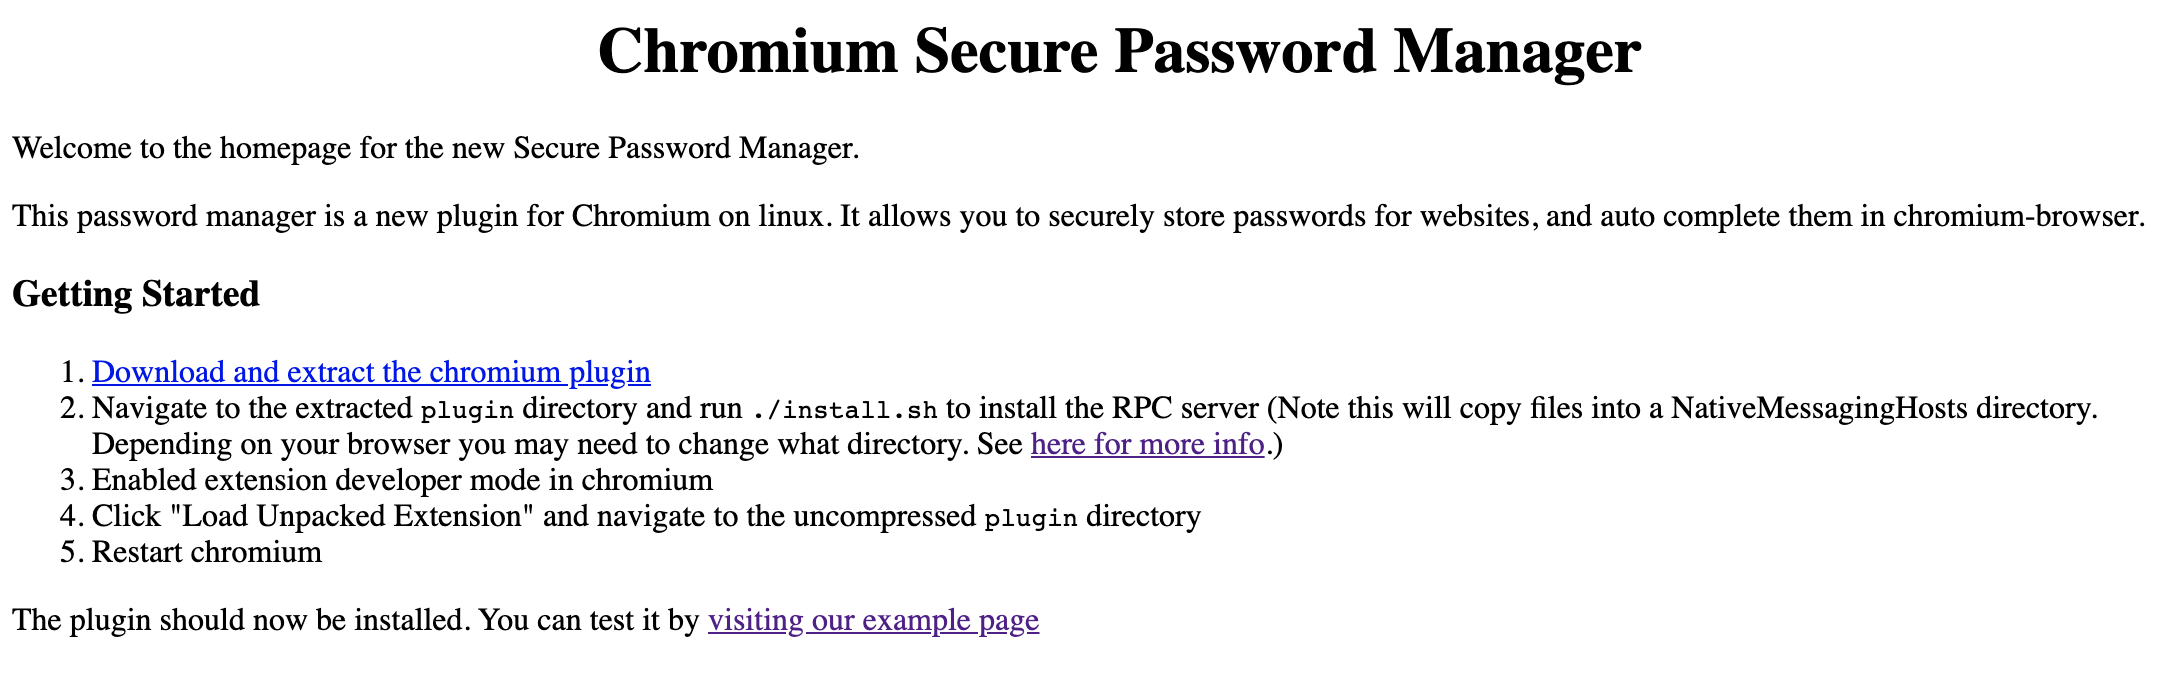 Chromium Secure Password Manager
Welcome to the homepage for the new Secure Password Manager.
This password manager is a new plugin for Chromium on linux. It allows you to securely store passwords for websites, and auto complete them in chromium-browser.
Getting Started
1. Download and extract the chromium plugin
2. Navigate to the extracted plugin directory and run ./install.sh to install the RPC server (Note this will copy files into a NativeMessagingHosts directory.
Depending on your browser you may need to change what directory. See here for more info.)
3. Enabled extension developer mode in chromium
4. Click "Load Unpacked Extension" and navigate to the uncompressed plugin directory
5. Restart chromium
The plugin should now be installed. You can test it by visiting our example page